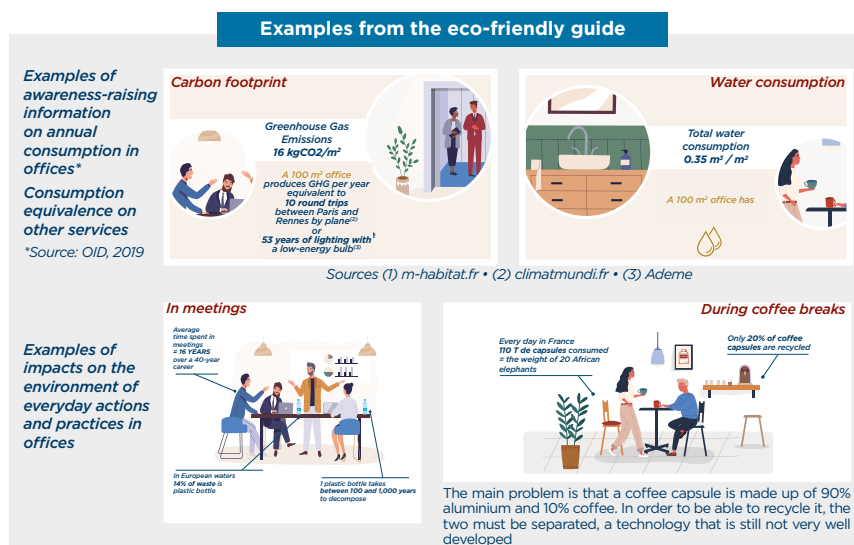 Examples from the eco-friendly guide
Examples of
awareness-raising
information
on annual
consumption in
offices*
Consumption
equivalence on
other services
*Source: OID, 2019
Carbon footprint
Greenhouse Gas
Emissions
16 kgCO2/m²
A 100 m² office
produces GHG per year
equivalent to
10 round trips
between Paris and
Rennes by plane(2)
or
53 years of lighting with
a low-energy bulb(3)
Water consumption
Total water
consumption
0.35 m³ / m²
A 100 m² office has
Sources (1) m-habitat.fr • (2) climatmundi.fr • (3) Ademe
Examples of
impacts on the
environment of
everyday actions
and practices in
offices
In meetings
Average
time spent in
meetings
= 16 YEARS
over a 40-year
career
In European waters
14% of waste is
plastic bottle
1 plastic bottle takes
between 100 and 1,000 years
to decompose
During coffee breaks
Every day in France
110 T de capsules consumed
= the weight of 20 African
elephants
Only 20% of coffee
capsules are recycled
The main problem is that a coffee capsule is made up of 90%
aluminium and 10% coffee. In order to be able to recycle it, the
two must be separated, a technology that is still not very well
developed